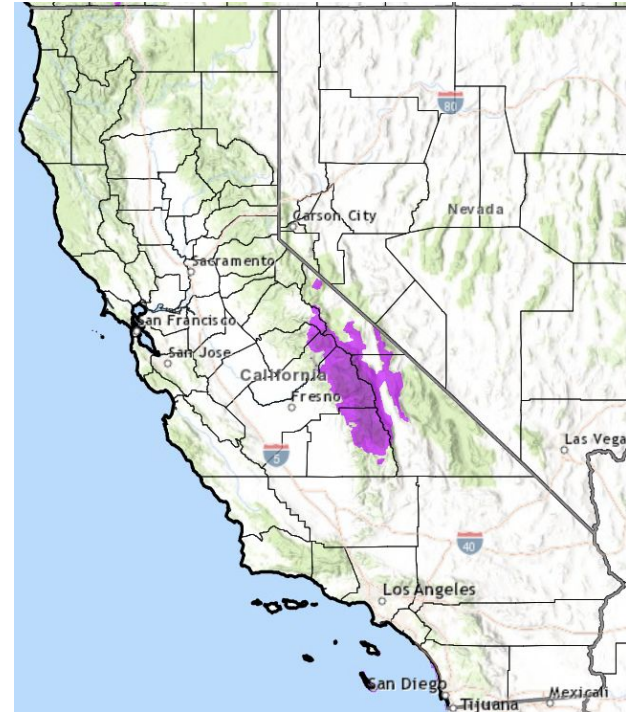 80
Nevada
Carson City
Sacramento
San Francisco
San Jose
California
Fresno
5
Las Vega
40
Los Angeles
San Diego
Tijuana
Mexicali